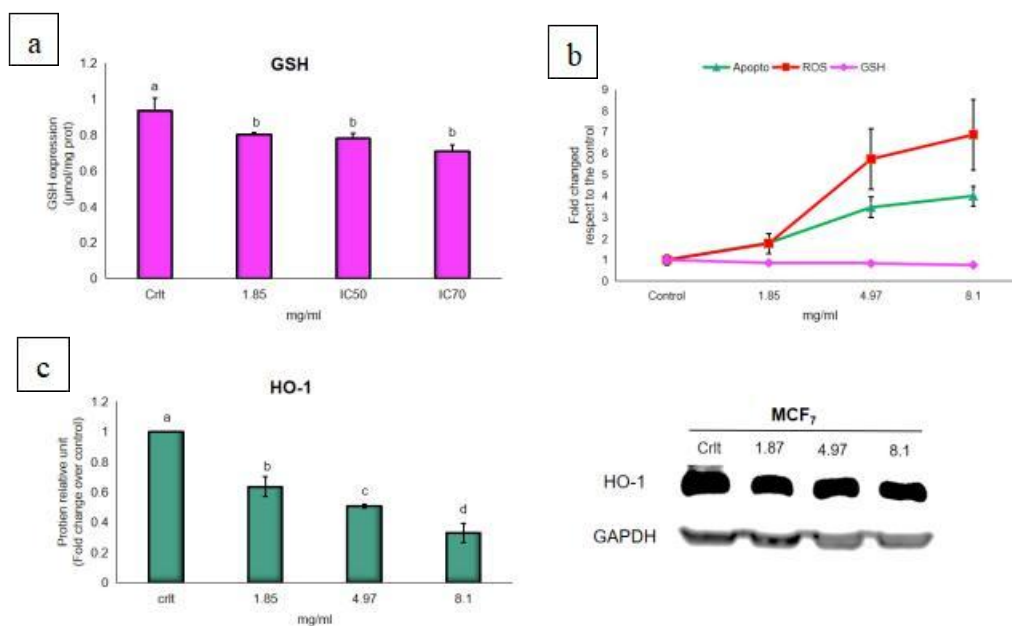 a
GSH
GSH expression
(µmol/mg prot)
1.2
1
0.8
0.6
0.4
0.2
0
a
b
b
b
Crlt
1.85
IC50
IC70
mg/ml
b
Apopto
ROS
GSH
Fold changed
respect to the control
9
8
7
6
5
4
3
2
1
0
Control
1.85
4.97
8.1
mg/ml
c
HO-1
Protien relative unit
(Fold change over control)
1.2
1
0.8
0.6
0.4
0.2
0
a
b
c
d
crlt
1.85
4.97
8.1
mg/ml
MCF₇
Crlt 1.87 4.97 8.1
HO-1
GAPDH